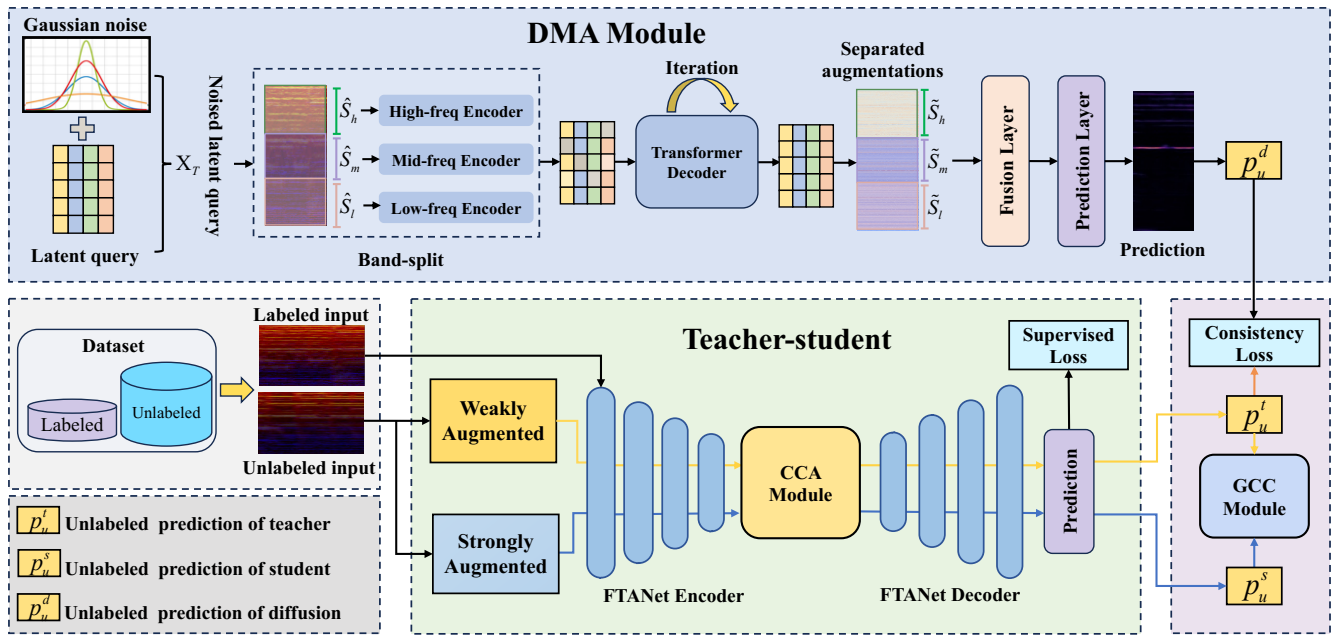 DMA Module
Gaussian noise
Latent query
X_T
Noised latent query
Ŝ_h
High-freq Encoder
Ŝ_m
Mid-freq Encoder
Ŝ_l
Low-freq Encoder
Band-split
Iteration
Transformer
Decoder
Separated
augmentations
S̃_h
S̃_m
S̃_l
Fusion Layer
Prediction Layer
Prediction
p_u^d
Dataset
Labeled
Unlabeled
Labeled input
Unlabeled input
p_u^t Unlabeled prediction of teacher
p_u^s Unlabeled prediction of student
p_u^d Unlabeled prediction of diffusion
Teacher-student
Weakly
Augmented
Strongly
Augmented
FTANet Encoder
CCA
Module
FTANet Decoder
Supervised
Loss
Prediction
Consistency
Loss
p_u^t
GCC
Module
p_u^s